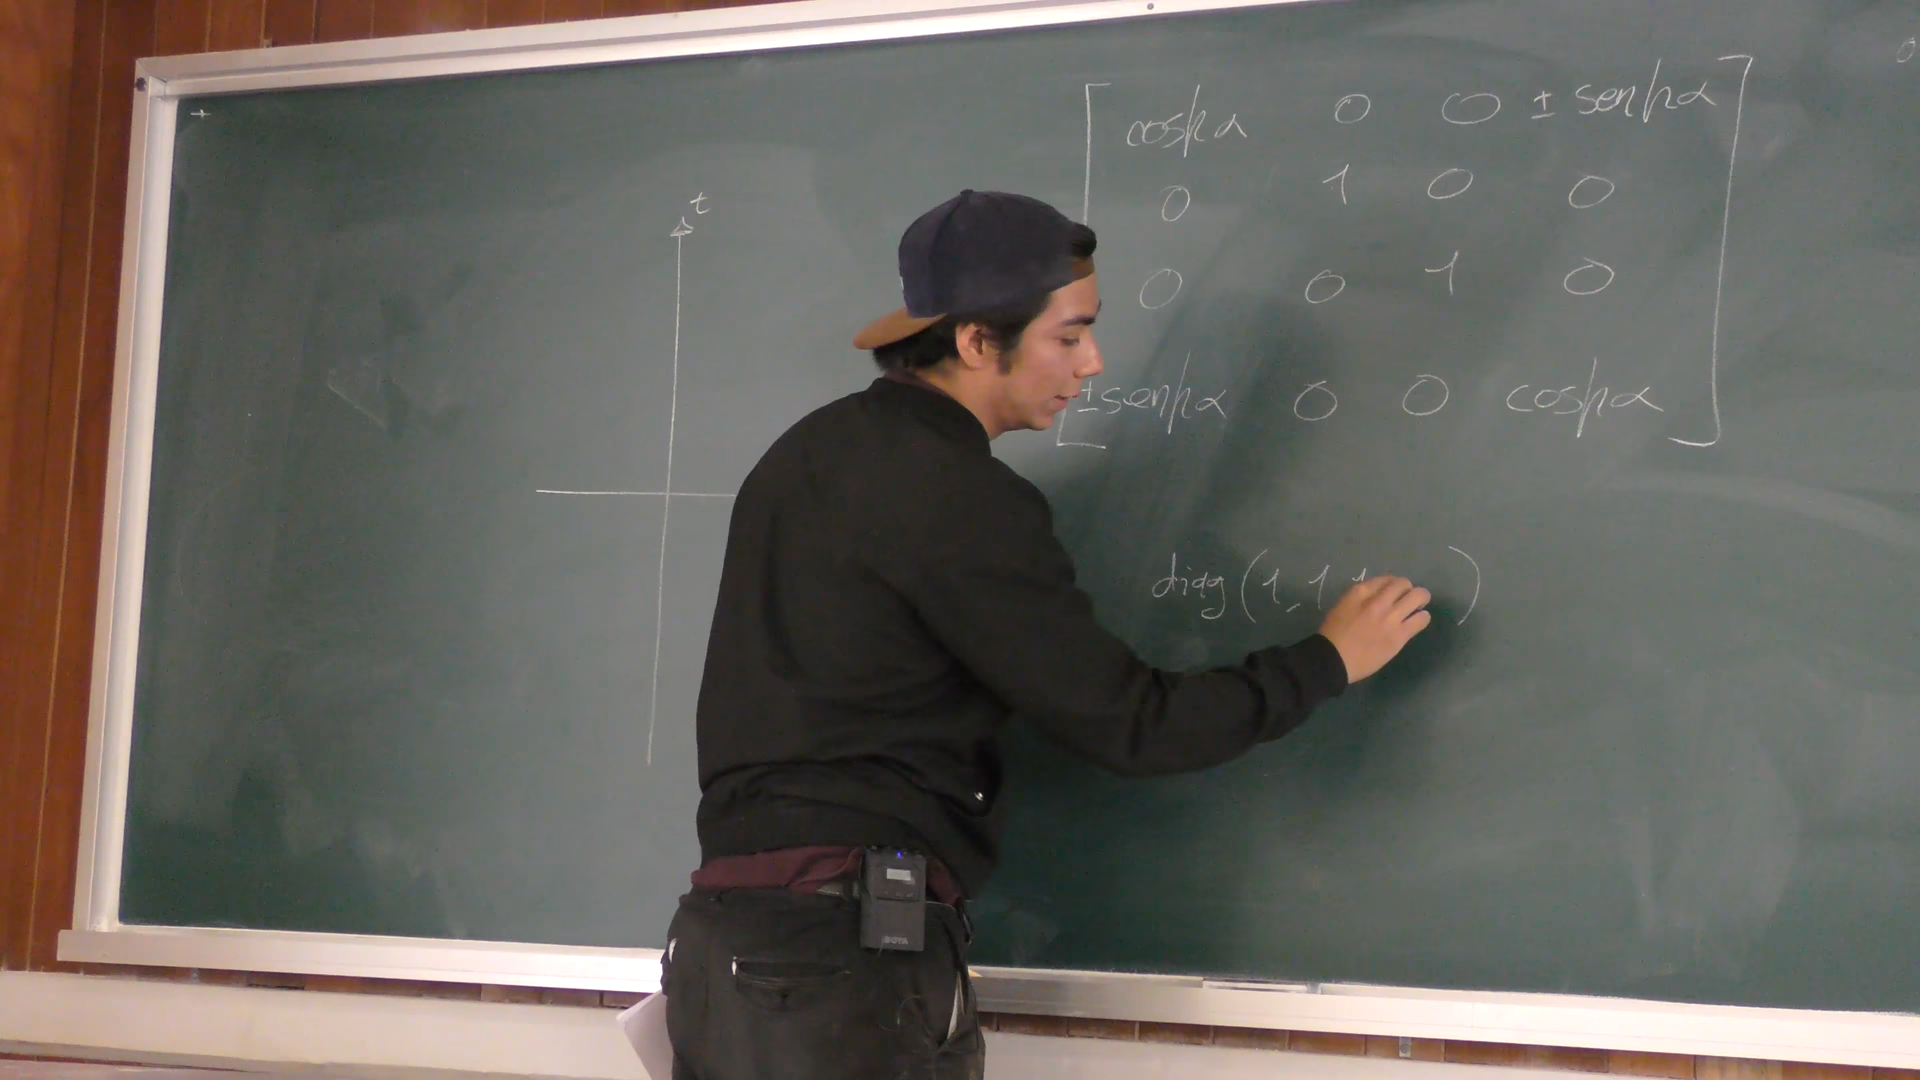 t
cosh α 0 0 ± senh α
0 1 0 0
0 0 1 0
± senh α 0 0 cosh α
diag (1, 1, 1 )
BOYA